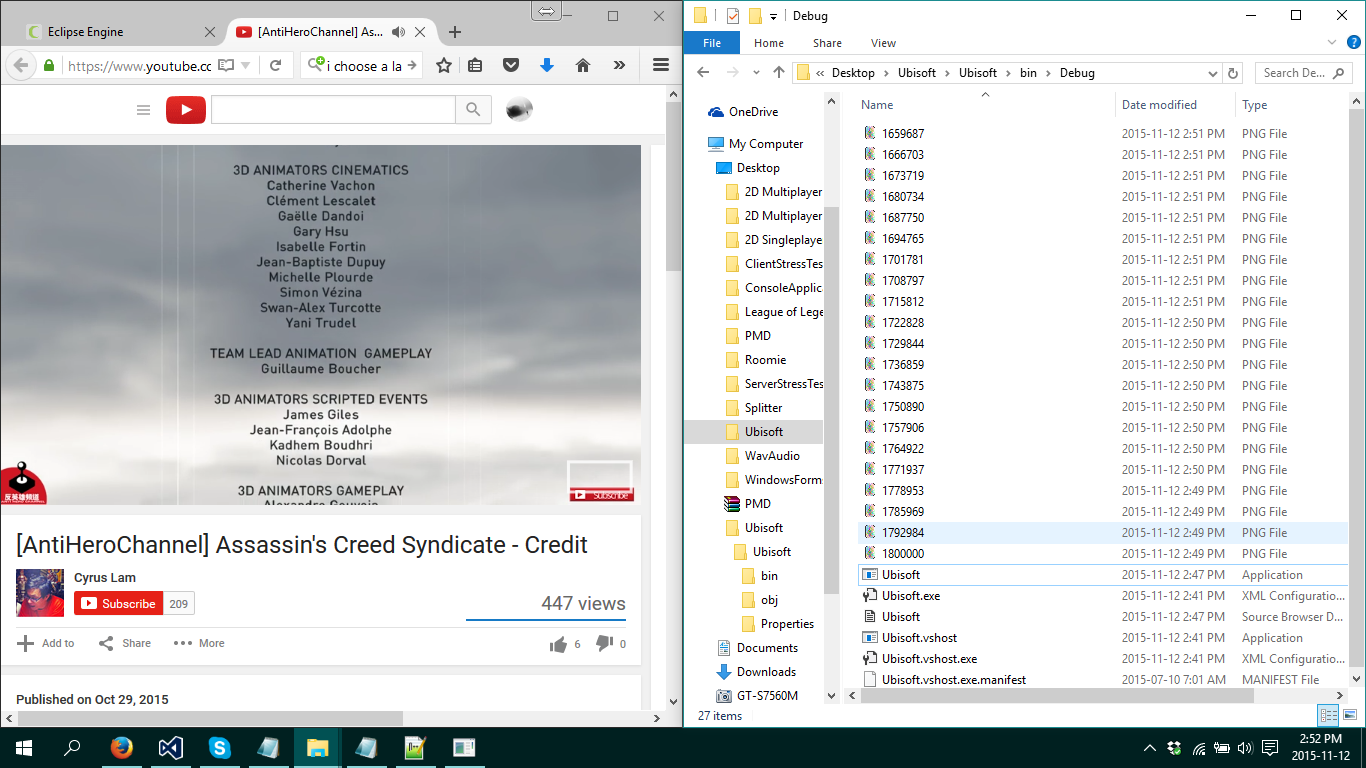 Eclipse Engine
[AntiHeroChannel] As...
https://www.youtube.cc
i choose a la
3D ANIMATORS CINEMATICS
Catherine Vachon
Clément Lescalet
Gaëlle Dandoi
Gary Hsu
Isabelle Fortin
Jean-Baptiste Dupuy
Michelle Plourde
Simon Vézina
Swan-Alex Turcotte
Yani Trudel
TEAM LEAD ANIMATION GAMEPLAY
Guillaume Boucher
3D ANIMATORS SCRIPTED EVENTS
James Giles
Jean-François Adolphe
Kadhem Boudhri
Nicolas Dorval
3D ANIMATORS GAMEPLAY
反英雄頻道
Subscribe
[AntiHeroChannel] Assassin's Creed Syndicate - Credit
Cyrus Lam
Subscribe 209
447 views
Add to Share More 6 0
Published on Oct 29, 2015
Debug
File Home Share View
Desktop Ubisoft Ubisoft bin Debug
Search De...
OneDrive
My Computer
Desktop
2D Multiplayer
2D Multiplayer
2D Singleplaye
ClientStressTes
ConsoleApplica
League of Lege
PMD
Roomie
ServerStressTes
Splitter
Ubisoft
WavAudio
WindowsForm
PMD
Ubisoft
Ubisoft
bin
obj
Properties
Documents
Downloads
GT-S7560M
Name Date modified Type
1659687 2015-11-12 2:51 PM PNG File
1666703 2015-11-12 2:51 PM PNG File
1673719 2015-11-12 2:51 PM PNG File
1680734 2015-11-12 2:51 PM PNG File
1687750 2015-11-12 2:51 PM PNG File
1694765 2015-11-12 2:51 PM PNG File
1701781 2015-11-12 2:51 PM PNG File
1708797 2015-11-12 2:51 PM PNG File
1715812 2015-11-12 2:51 PM PNG File
1722828 2015-11-12 2:50 PM PNG File
1729844 2015-11-12 2:50 PM PNG File
1736859 2015-11-12 2:50 PM PNG File
1743875 2015-11-12 2:50 PM PNG File
1750890 2015-11-12 2:50 PM PNG File
1757906 2015-11-12 2:50 PM PNG File
1764922 2015-11-12 2:50 PM PNG File
1771937 2015-11-12 2:50 PM PNG File
1778953 2015-11-12 2:49 PM PNG File
1785969 2015-11-12 2:49 PM PNG File
1792984 2015-11-12 2:49 PM PNG File
1800000 2015-11-12 2:49 PM PNG File
Ubisoft 2015-11-12 2:47 PM Application
Ubisoft.exe 2015-11-12 2:41 PM XML Configuratio...
Ubisoft 2015-11-12 2:47 PM Source Browser D...
Ubisoft.vshost 2015-11-12 2:41 PM Application
Ubisoft.vshost.exe 2015-11-12 2:41 PM XML Configuratio...
Ubisoft.vshost.exe.manifest 2015-07-10 7:01 AM MANIFEST File
27 items
2:52 PM
2015-11-12